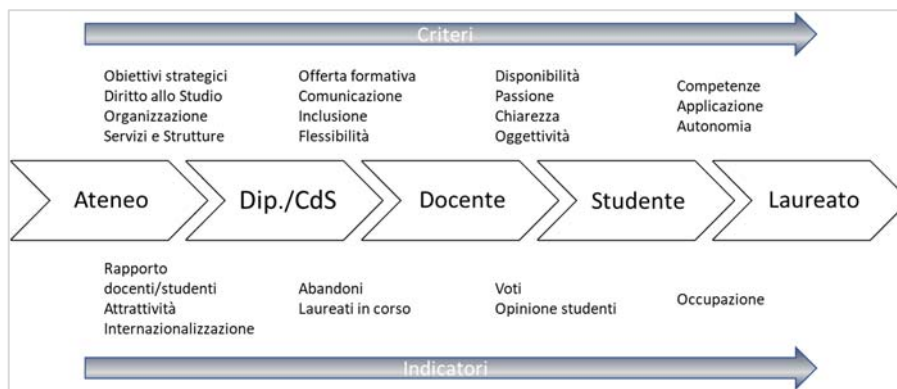 Criteri
Obiettivi strategici
Diritto allo Studio
Organizzazione
Servizi e Strutture
Offerta formativa
Comunicazione
Inclusione
Flessibilità
Disponibilità
Passione
Chiarezza
Oggettività
Competenze
Applicazione
Autonomia
Ateneo
Dip./CdS
Docente
Studente
Laureato
Rapporto
docenti/studenti
Attrattività
Internazionalizzazione
Abandoni
Laureati in corso
Voti
Opinione studenti
Occupazione
Indicatori